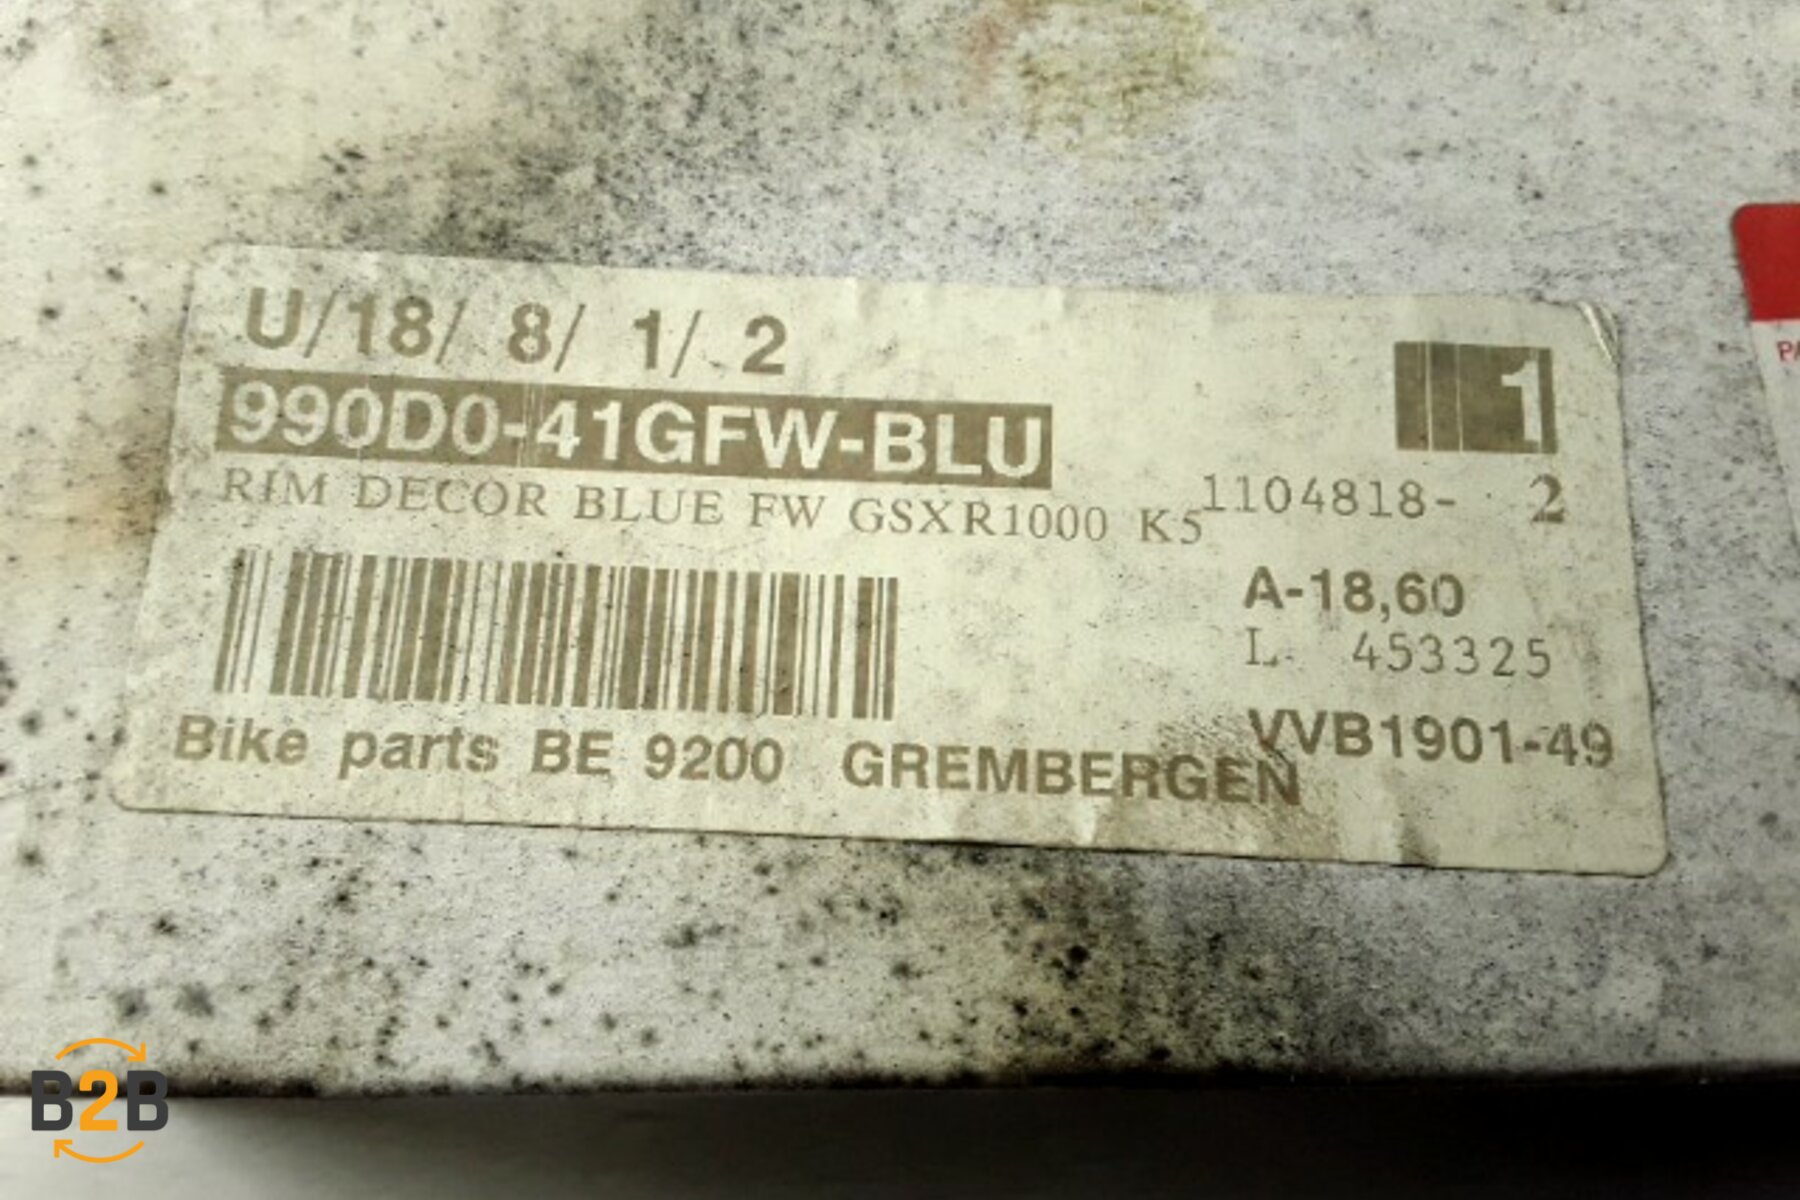 U/18/ 8/ 1/ 2
1
990D0-41GFW-BLU
RIM DECOR BLUE FW GSXR1000 K5
1104818- 2
A-18,60
L 453325
VVB1901-49
Bike parts BE 9200 GREMBERGEN
PA
B2B